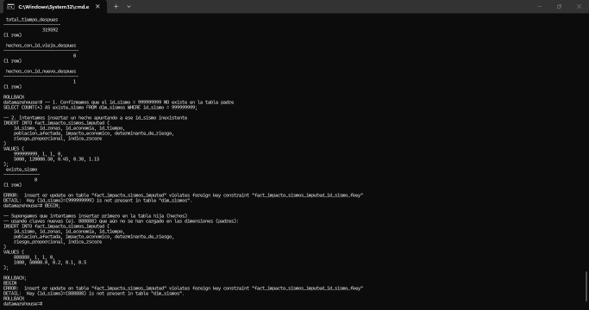 C:\Windows\System32\cmd.e
total_tiempo_despues
319892
(1 row)
hechos_con_id_viejo_despues
0
(1 row)
hechos_con_id_nuevo_despues
1
(1 row)
ROLLBACK
datawarehouse=# -- 1. Confirmamos que el id_sismo = 999999999 NO existe en la tabla padre
SELECT COUNT(*) AS existe_sismo FROM dim_sismos WHERE id_sismo = 999999999;
-- 2. Intentamos insertar un hecho apuntando a ese id_sismo inexistente
INSERT INTO fact_impacto_sismos_imputed (
id_sismo, id_zonas, id_economia, id_tiempo,
poblacion_afectada, impacto_economico, determinante_de_riesgo,
riesgo_proporcional, indice_zscore
)
VALUES (
999999999, 1, 1, 0,
5000, 120000.50, 0.45, 0.30, 1.13
);
existe_sismo
0
(1 row)
ERROR: insert or update on table "fact_impacto_sismos_imputed" violates foreign key constraint "fact_impacto_sismos_imputed_id_sismo_fkey"
DETAIL: Key (id_sismo)=(999999999) is not present in table "dim_sismos".
datawarehouse=# BEGIN;
-- Supongamos que intentamos insertar primero en la tabla hija (hechos)
-- usando claves nuevas (ej. 888888) que aún no se han cargado en las dimensiones (padres):
INSERT INTO fact_impacto_sismos_imputed (
id_sismo, id_zonas, id_economia, id_tiempo,
poblacion_afectada, impacto_economico, determinante_de_riesgo,
riesgo_proporcional, indice_zscore
)
VALUES (
888888, 1, 1, 0,
1000, 50000.0, 0.2, 0.1, 0.5
);
ROLLBACK;
BEGIN
ERROR: insert or update on table "fact_impacto_sismos_imputed" violates foreign key constraint "fact_impacto_sismos_imputed_id_sismo_fkey"
DETAIL: Key (id_sismo)=(888888) is not present in table "dim_sismos".
ROLLBACK
datawarehouse=#